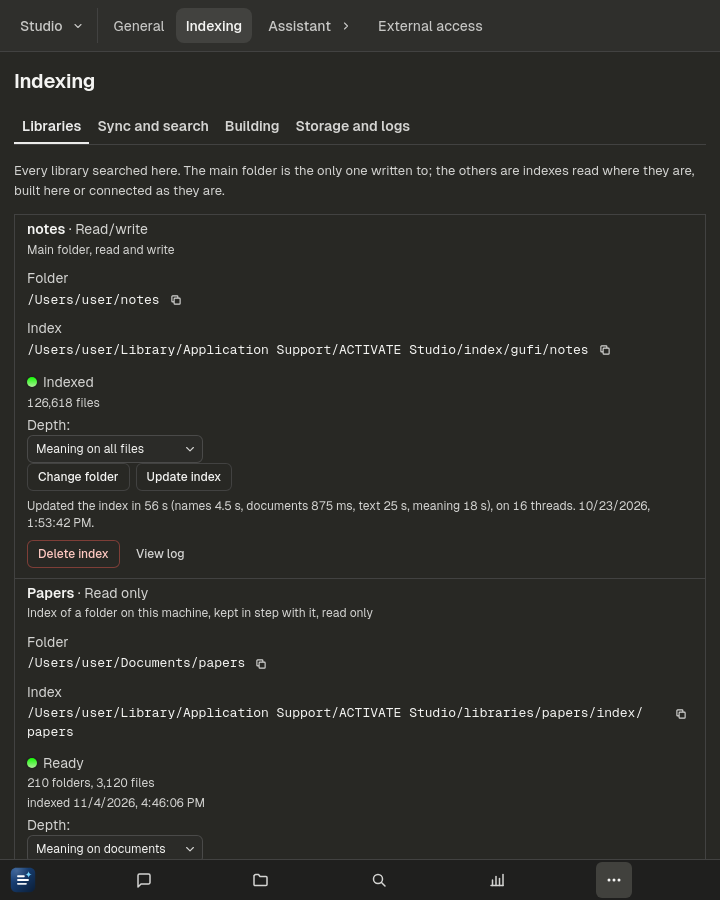 Studio
General
Indexing
Assistant
External access
Indexing
Libraries
Sync and search
Building
Storage and logs
Every library searched here. The main folder is the only one written to; the others are indexes read where they are,
built here or connected as they are.
notes · Read/write
Main folder, read and write
Folder
/Users/user/notes
Index
/Users/user/Library/Application Support/ACTIVATE Studio/index/gufi/notes
Indexed
126,618 files
Depth:
Meaning on all files
Change folder
Update index
Updated the index in 56 s (names 4.5 s, documents 875 ms, text 25 s, meaning 18 s), on 16 threads. 10/23/2026,
1:53:42 PM.
Delete index
View log
Papers · Read only
Index of a folder on this machine, kept in step with it, read only
Folder
/Users/user/Documents/papers
Index
/Users/user/Library/Application Support/ACTIVATE Studio/libraries/papers/index/
papers
Ready
210 folders, 3,120 files
indexed 11/4/2026, 4:46:06 PM
Depth:
Meaning on documents